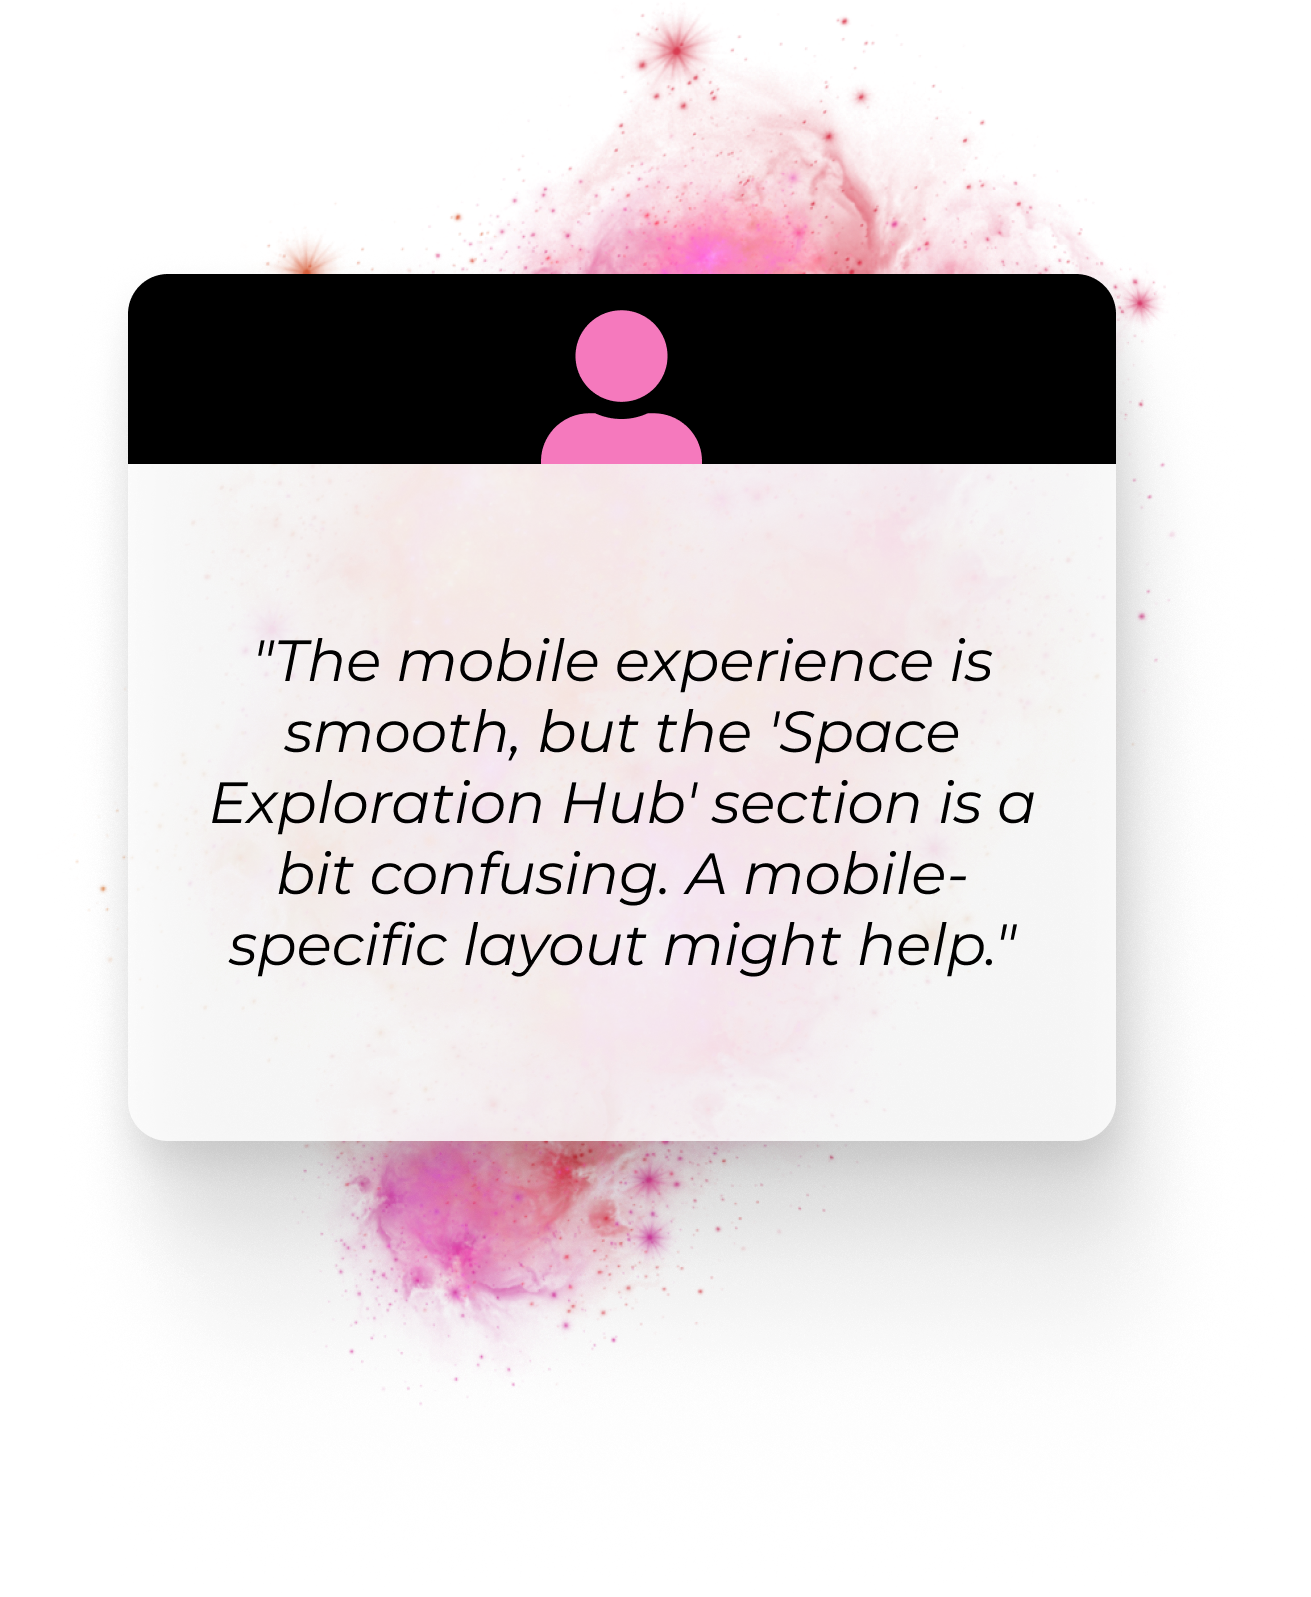 "The mobile experience is
smooth, but the 'Space
Exploration Hub' section is a
bit confusing. A mobile-
specific layout might help."